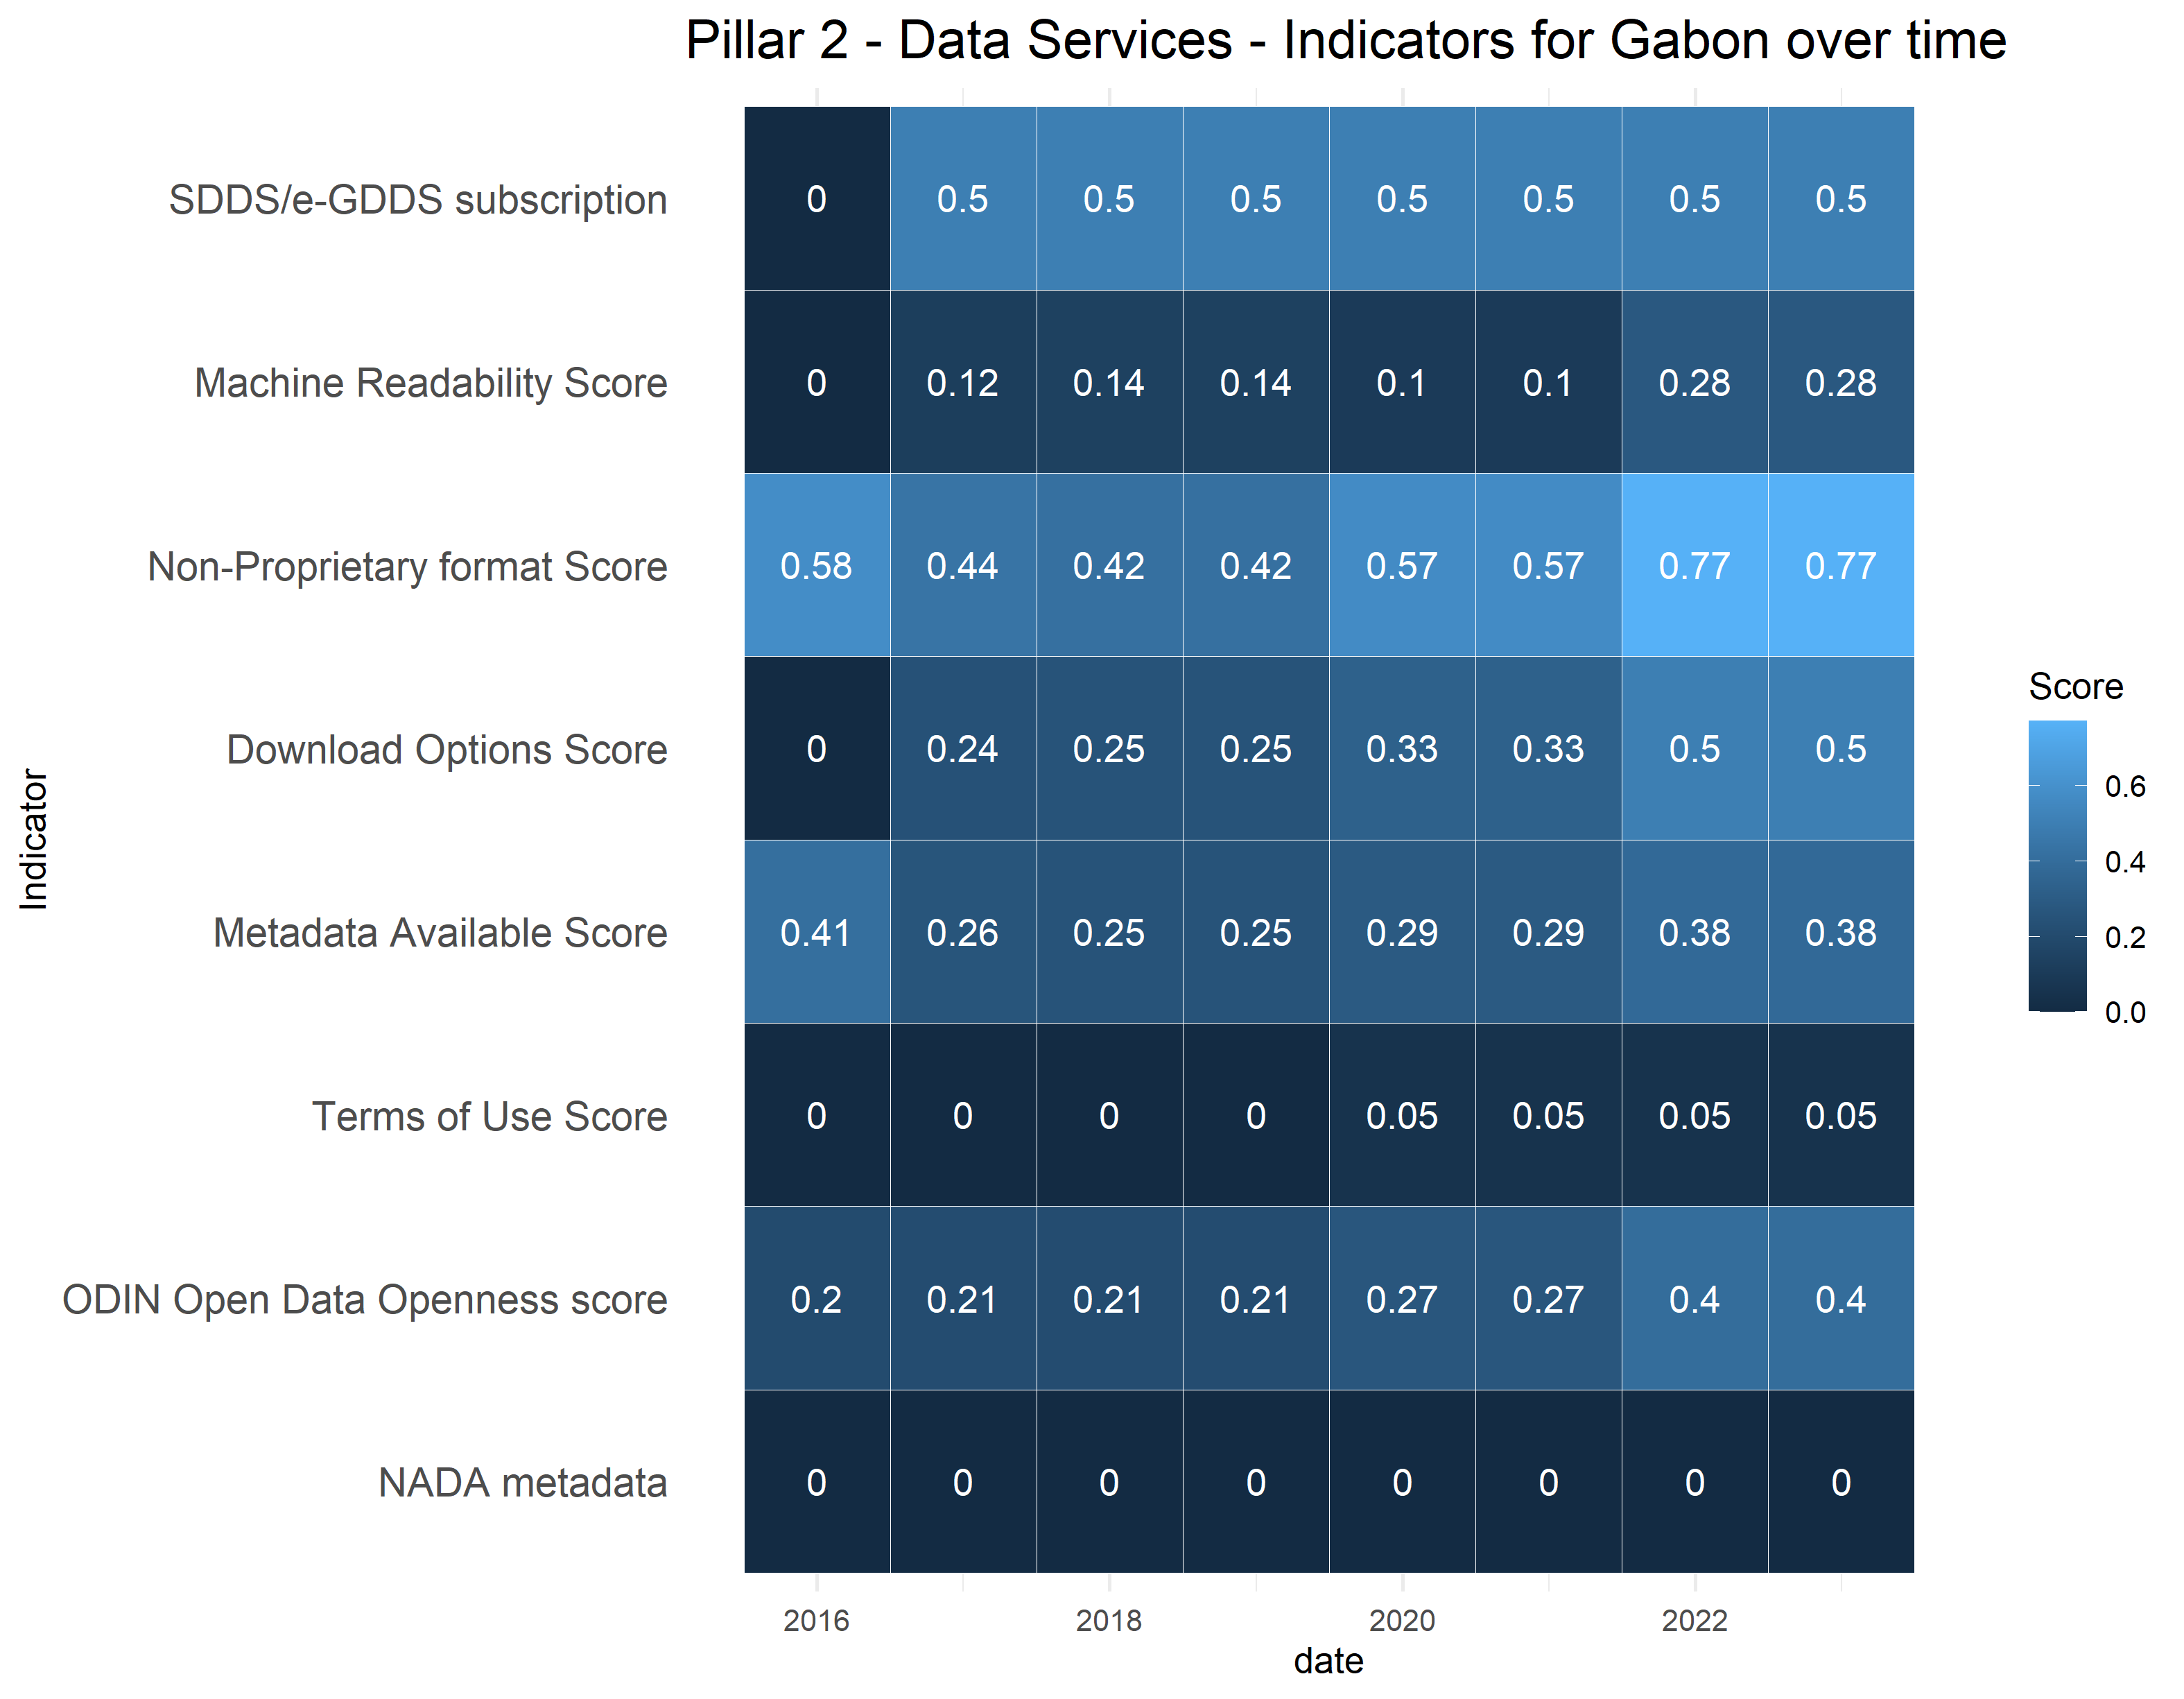 Pillar 2 - Data Services - Indicators for Gabon over time
SDDS/e-GDDS subscription 0 0.5 0.5 0.5 0.5 0.5 0.5 0.5
Machine Readability Score 0 0.12 0.14 0.14 0.1 0.1 0.28 0.28
Non-Proprietary format Score 0.58 0.44 0.42 0.42 0.57 0.57 0.77 0.77
Download Options Score 0 0.24 0.25 0.25 0.33 0.33 0.5 0.5
Metadata Available Score 0.41 0.26 0.25 0.25 0.29 0.29 0.38 0.38
Terms of Use Score 0 0 0 0 0.05 0.05 0.05 0.05
ODIN Open Data Openness score 0.2 0.21 0.21 0.21 0.27 0.27 0.4 0.4
NADA metadata 0 0 0 0 0 0 0 0
2016 2018 2020 2022
date
Indicator
Score
0.6
0.4
0.2
0.0